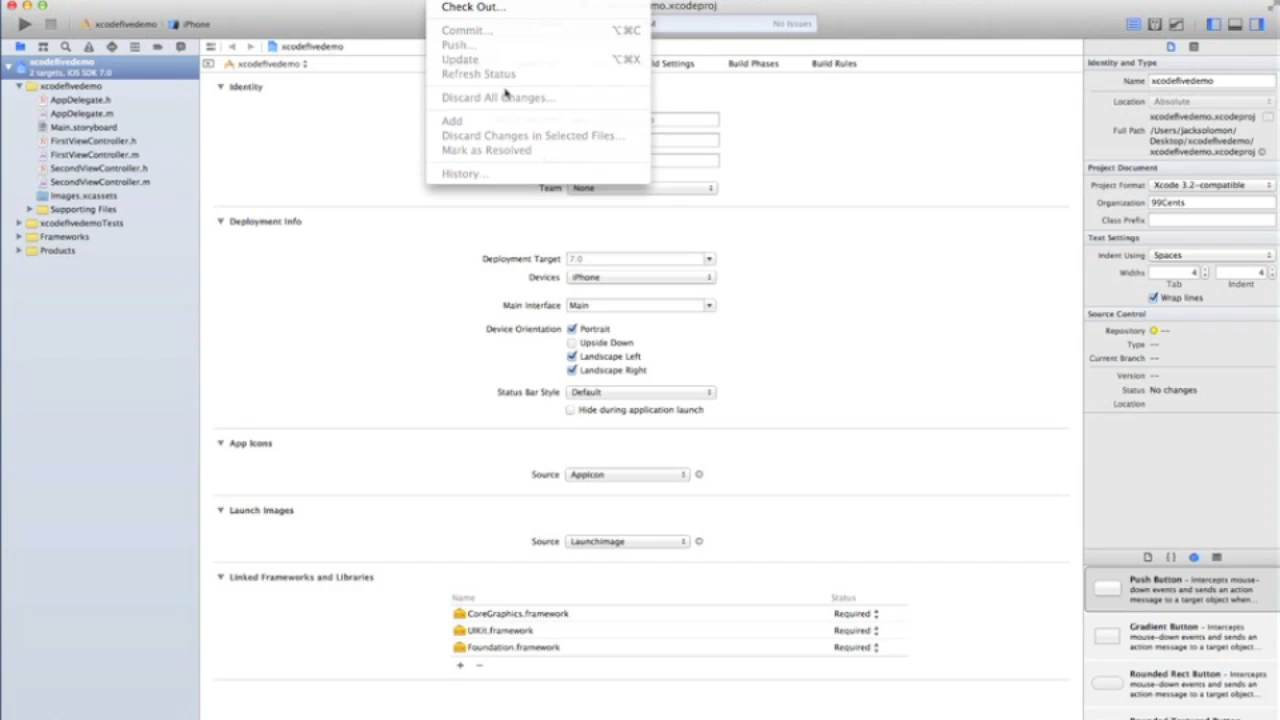 Check Out...
Commit... ⌥⌘C
Push...
Update ⌥⌘X
Refresh Status
Discard All Changes...
Add
Discard Changes in Selected Files...
Mark as Resolved
History...
mo.xcodeproj
xcodefivedemo iPhone
No Issues
xcodefivedemo
xcodefivedemo
ld Settings Build Phases Build Rules
xcodefivedemo
2 targets, iOS SDK 7.0
xcodefivedemo
AppDelegate.h
AppDelegate.m
Main.storyboard
FirstViewController.h
FirstViewController.m
SecondViewController.h
SecondViewController.m
Images.xcassets
Supporting Files
xcodefivedemoTests
Frameworks
Products
Identity
Team None
Deployment Info
Deployment Target 7.0
Devices iPhone
Main Interface Main
Device Orientation Portrait
Upside Down
Landscape Left
Landscape Right
Status Bar Style Default
Hide during application launch
App Icons
Source AppIcon
Launch Images
Source LaunchImage
Linked Frameworks and Libraries
Name Status
CoreGraphics.framework Required
UIKit.framework Required
Foundation.framework Required
+ −
Identity and Type
Name xcodefivedemo
Location Absolute
xcodefivedemo.xcodeproj
Full Path /Users/jacksolomon/
Desktop/xcodefivedemo/
xcodefivedemo.xcodeproj
Project Document
Project Format Xcode 3.2-compatible
Organization 99Cents
Class Prefix
Text Settings
Indent Using Spaces
Widths 4 4
Tab Indent
Wrap lines
Source Control
Repository --
Type --
Current Branch --
Version --
Status No changes
Location
Push Button - Intercepts mouse-
down events and sends an action
message to a target object when...
Gradient Button - Intercepts
mouse-down events and sends an
action message to a target object...
Rounded Rect Button - Intercepts
mouse-down events and sends an
action message to a target object...
Rounded Textured Button